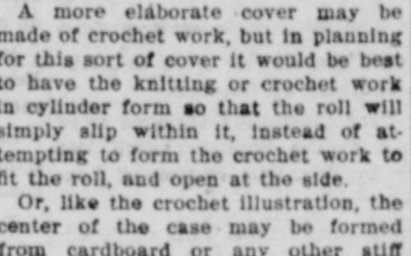 A more elaborate cover may be
made of crochet work, but in planning
for this sort of cover it would be best
to have the knitting or crochet work
in cylinder form so that the roll will
simply slip within it, instead of at-
tempting to form the crochet work to
fit the roll, and open at the side.
Or, like the crochet illustration, the
center of the case may be formed
from cardboard or any other stiff